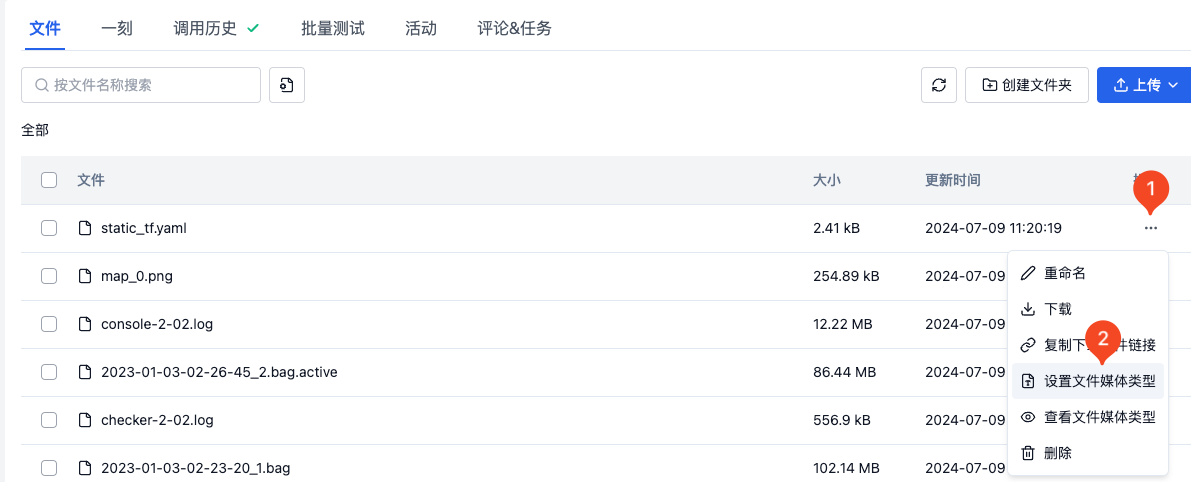 文件 一刻 调用历史 批量测试 活动 评论&任务
按文件名称搜索 创建文件夹 上传
全部
文件 大小 更新时间
1
static_tf.yaml 2.41 kB 2024-07-09 11:20:19 ...
map_0.png 254.89 kB 2024-07-09
重命名
下载
console-2-02.log 12.22 MB 2024-07-09
2
复制下 件链接
2023-01-03-02-26-45_2.bag.active 86.44 MB 2024-07-09
设置文件媒体类型
checker-2-02.log 556.9 kB 2024-07-09
查看文件媒体类型
删除
2023-01-03-02-23-20_1.bag 102.14 MB 2024-07-09